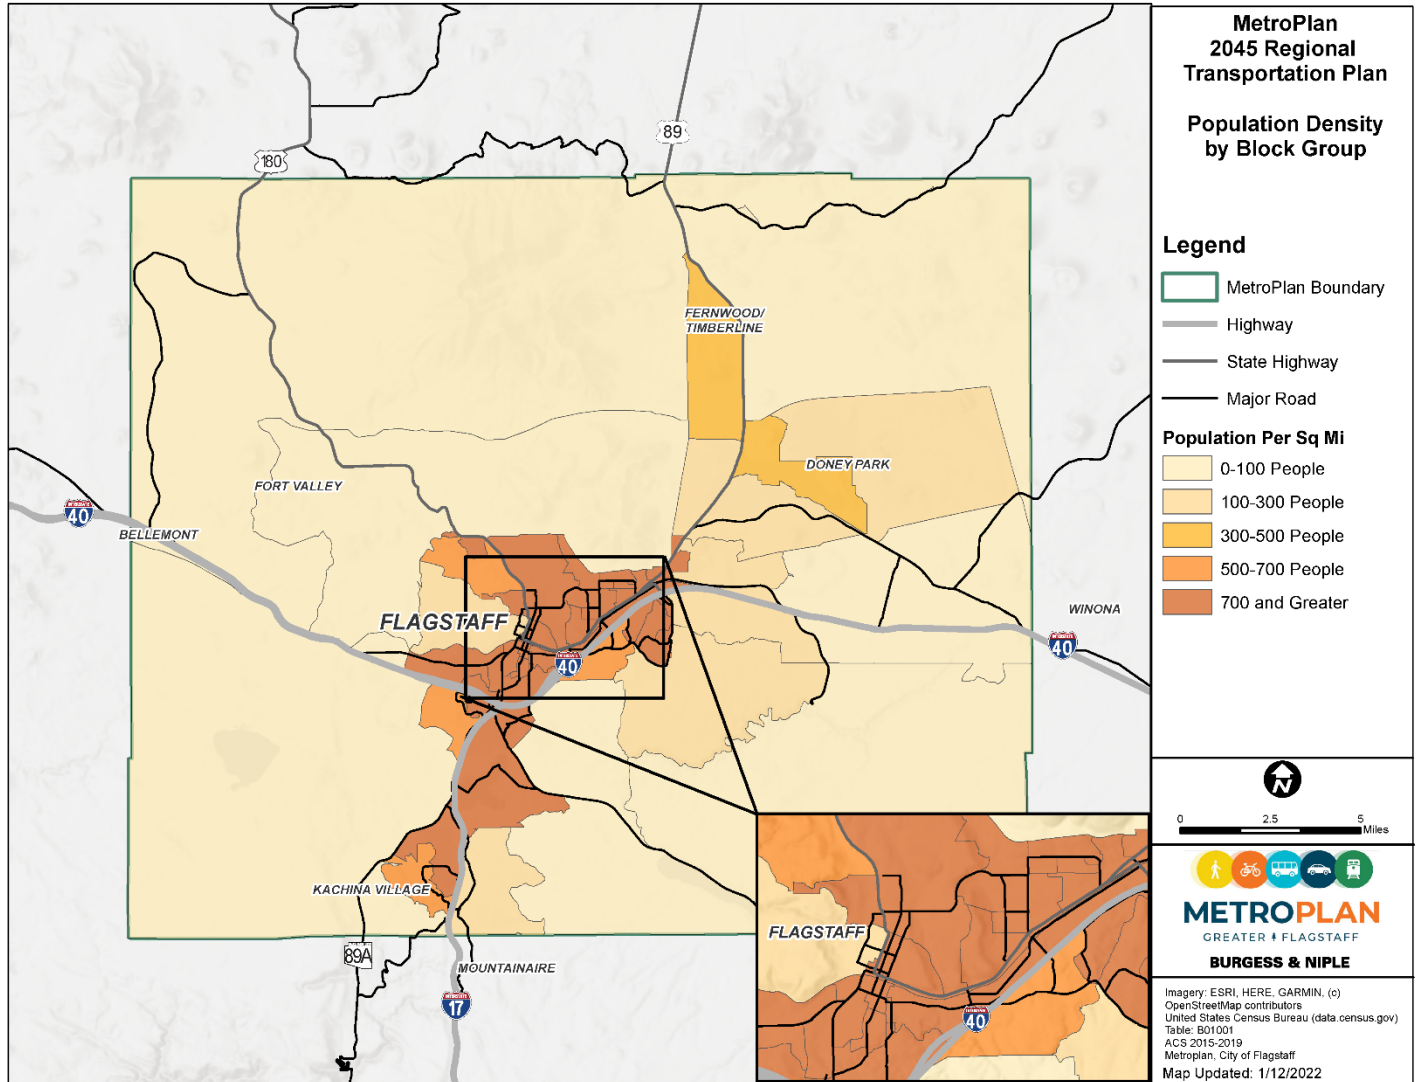 MetroPlan
2045 Regional
Transportation Plan
Population Density
by Block Group
Legend
MetroPlan Boundary
Highway
State Highway
Major Road
Population Per Sq Mi
0-100 People
100-300 People
300-500 People
500-700 People
700 and Greater
N
0 2.5 5
Miles
METROPLAN
GREATER FLAGSTAFF
BURGESS & NIPLE
Imagery: ESRI, HERE, GARMIN, (c)
OpenStreetMap contributors
United States Census Bureau (data.census.gov)
Table: B01001
ACS 2015-2019
Metroplan, City of Flagstaff
Map Updated: 1/12/2022
89
180
FERNWOOD/
TIMBERLINE
DONEY PARK
FORT VALLEY
40
BELLEMONT
WINONA
FLAGSTAFF
40
40
KACHINA VILLAGE
89A
MOUNTAINAIRE
17
FLAGSTAFF
40